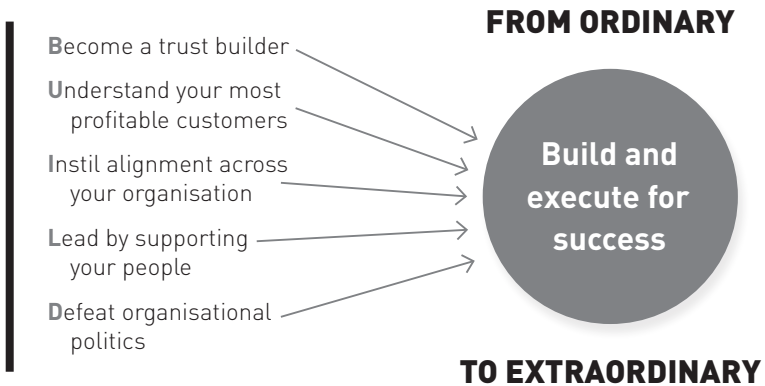 FROM ORDINARY
Become a trust builder
Understand your most
profitable customers
Instil alignment across
your organisation
Lead by supporting
your people
Defeat organisational
politics
Build and
execute for
success
TO EXTRAORDINARY